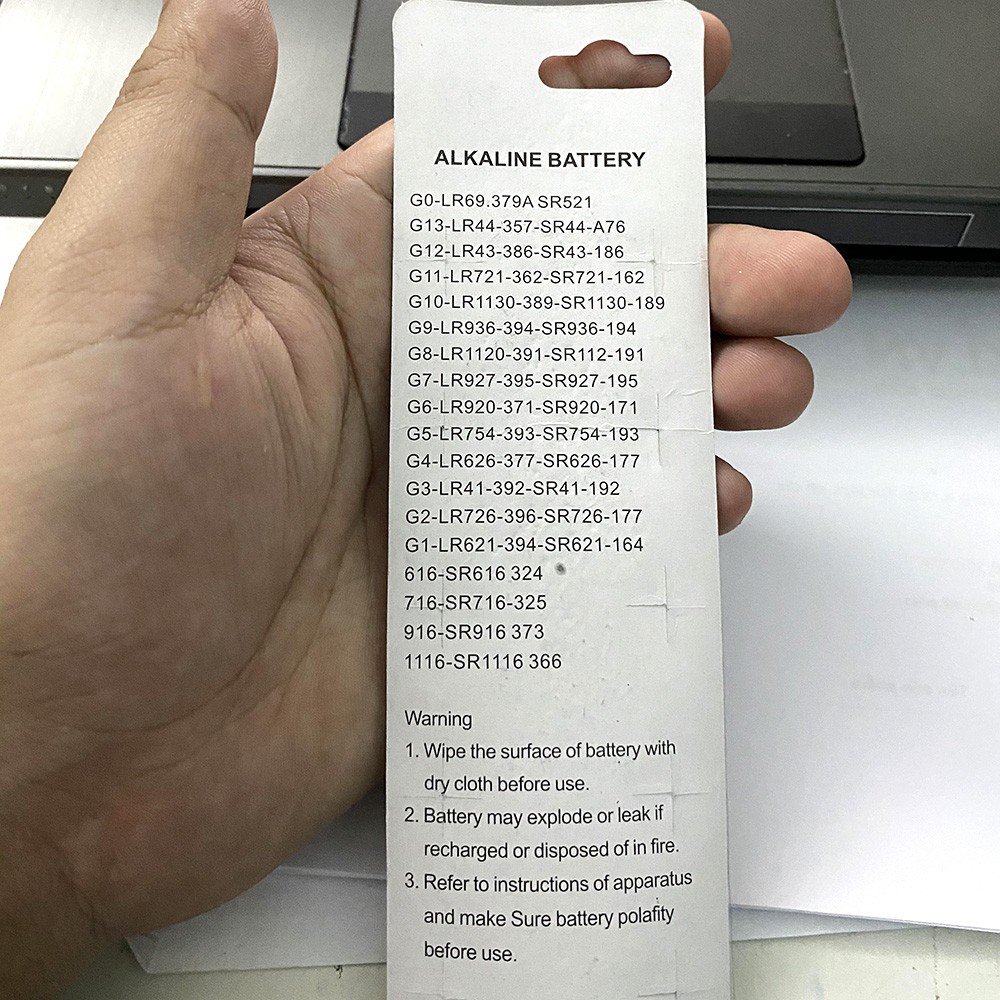 ALKALINE BATTERY
G0-LR69.379A SR521
G13-LR44-357-SR44-A76
G12-LR43-386-SR43-186
G11-LR721-362-SR721-162
G10-LR1130-389-SR1130-189
G9-LR936-394-SR936-194
G8-LR1120-391-SR112-191
G7-LR927-395-SR927-195
G6-LR920-371-SR920-171
G5-LR754-393-SR754-193
G4-LR626-377-SR626-177
G3-LR41-392-SR41-192
G2-LR726-396-SR726-177
G1-LR621-394-SR621-164
616-SR616 324
716-SR716-325
916-SR916 373
1116-SR1116 366
Warning
1. Wipe the surface of battery with
dry cloth before use.
2. Battery may explode or leak if
recharged or disposed of in fire.
3. Refer to instructions of apparatus
and make Sure battery polafity
before use.